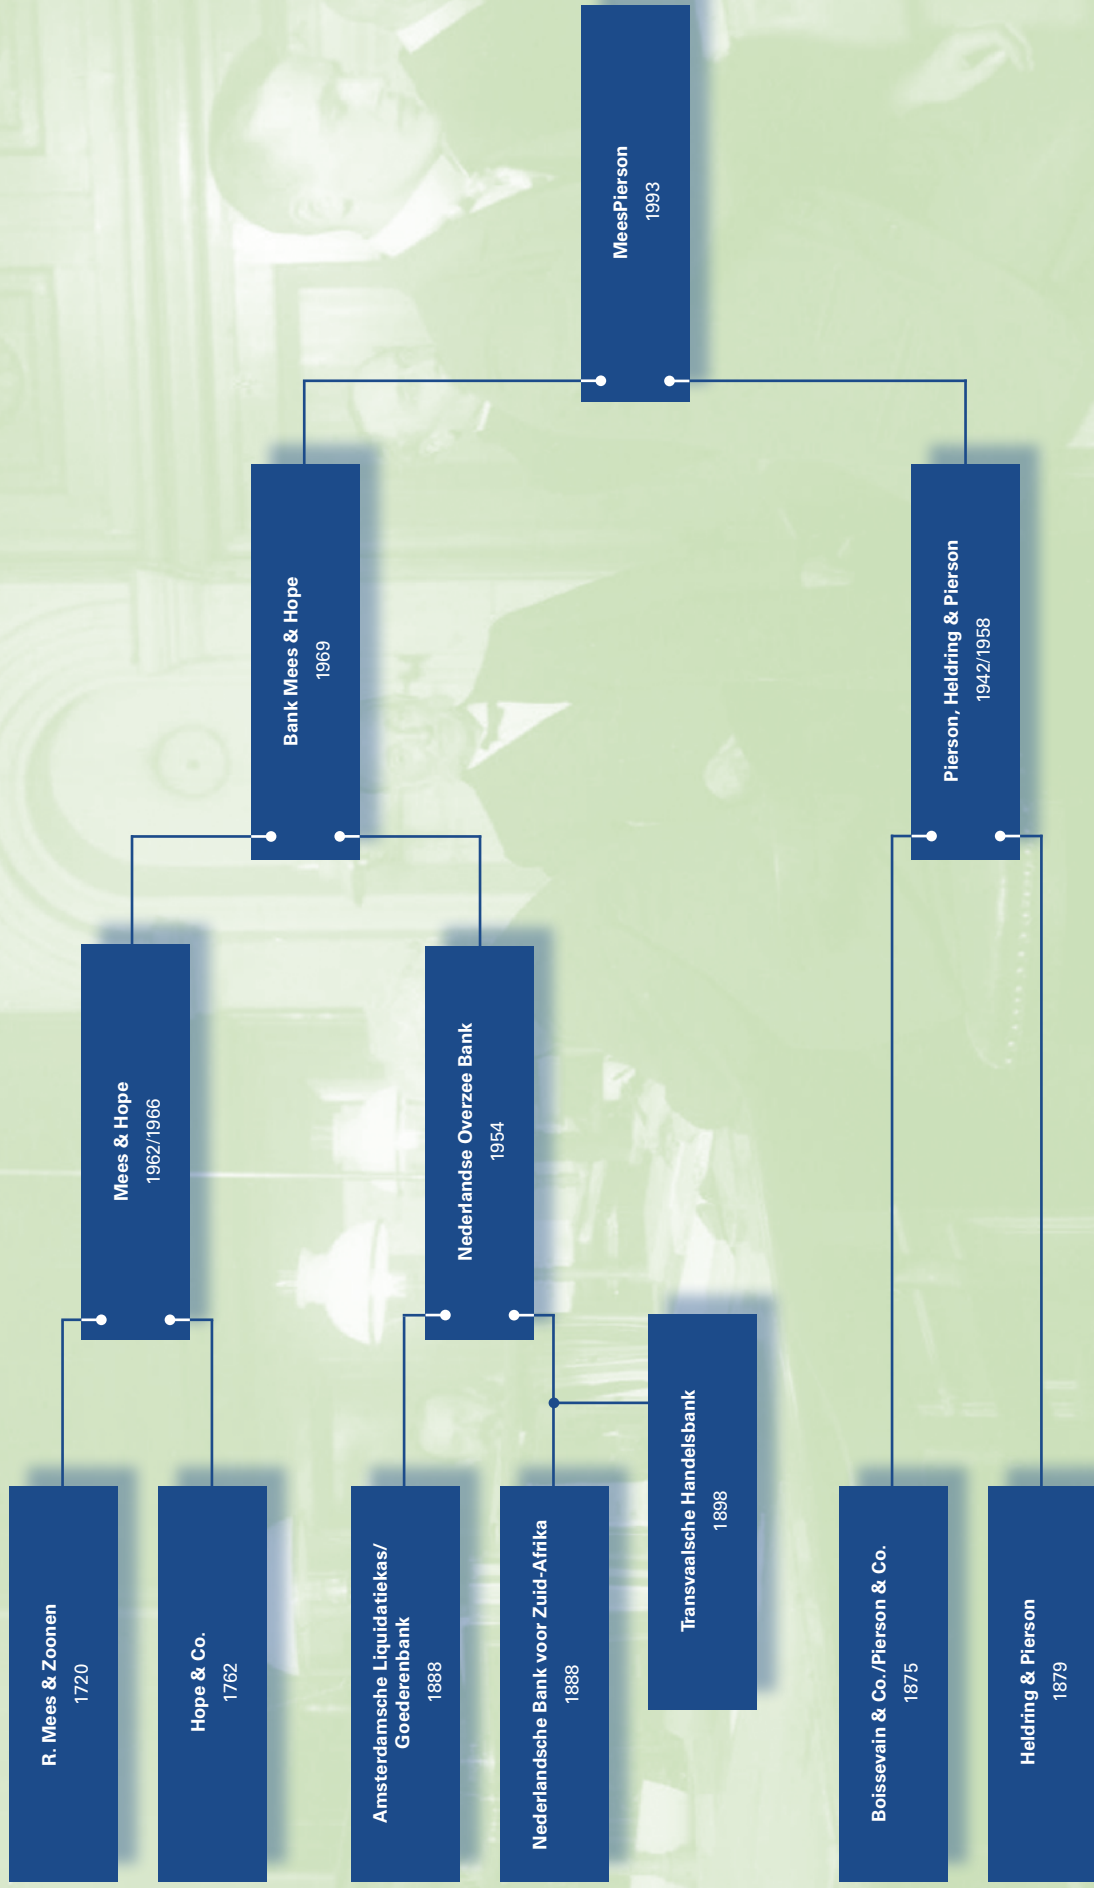 R. Mees & Zoonen
1720
Hope & Co.
1762
Mees & Hope
1962/1966
Amsterdamsche Liquidatiekas/
Goederenbank
1888
Nederlandsche Bank voor Zuid-Afrika
1888
Transvaalsche Handelsbank
1898
Nederlandse Overzee Bank
1954
Bank Mees & Hope
1969
Boissevain & Co./Pierson & Co.
1875
Heldring & Pierson
1879
Pierson, Heldring & Pierson
1942/1958
MeesPierson
1993